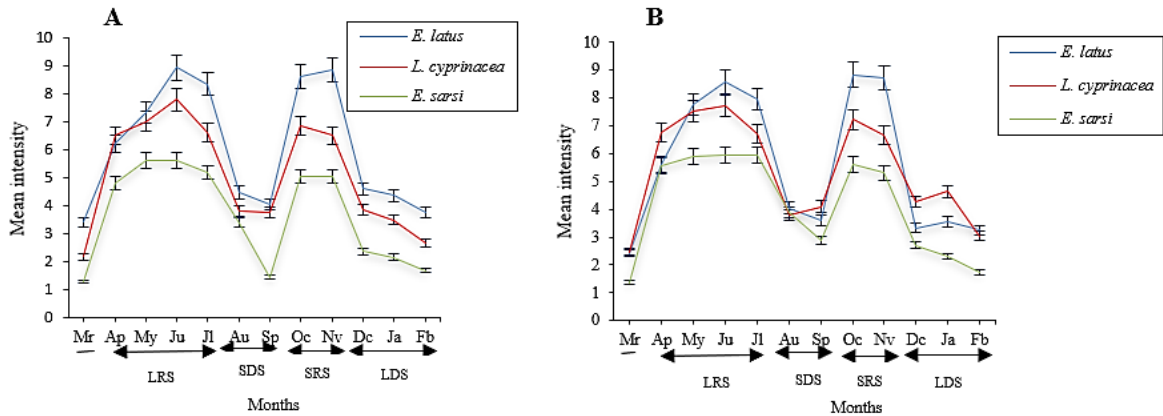 A
E. latus
L. cyprinacea
E. sarsi
Mean intensity
10
9
8
7
6
5
4
3
2
1
0
Mr Ap My Ju Jl Au Sp Oc Nv Dc Ja Fb
LRS SDS SRS LDS
Months
B
E. latus
L. cyprinacea
E. sarsi
Mean intensity
10
9
8
7
6
5
4
3
2
1
0
Mr Ap My Ju Jl Au Sp Oc Nv Dc Ja Fb
LRS SDS SRS LDS
Months